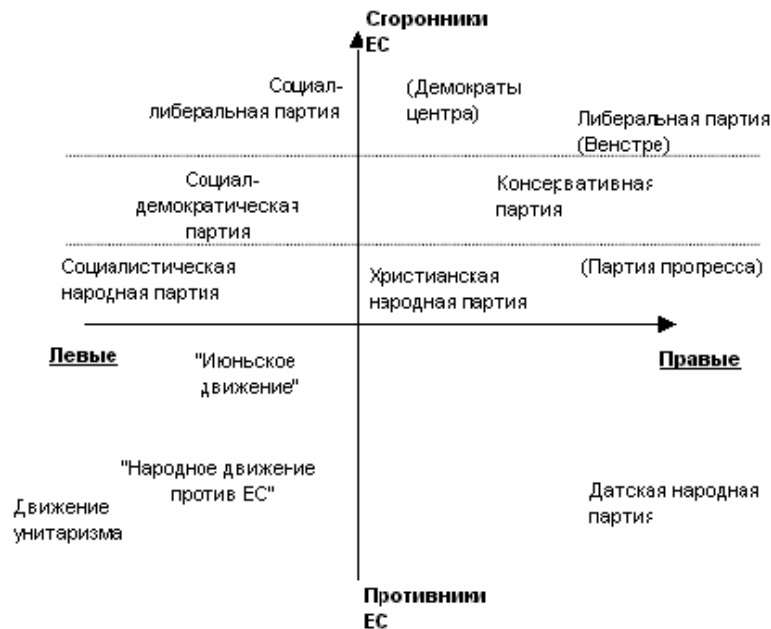 Сторонники
ЕС
Социал-
либеральная партия
(Демократы
центра)
Либеральная партия
(Венстре)
Социал-
демократическая
партия
Консервативная
партия
Социалистическая
народная партия
Христианская
народная партия
(Партия прогресса)
Левые
"Июньское
движение"
Правые
"Народное движение
против ЕС"
Движение
унитаризма
Датская народная
партия
Противники
ЕС